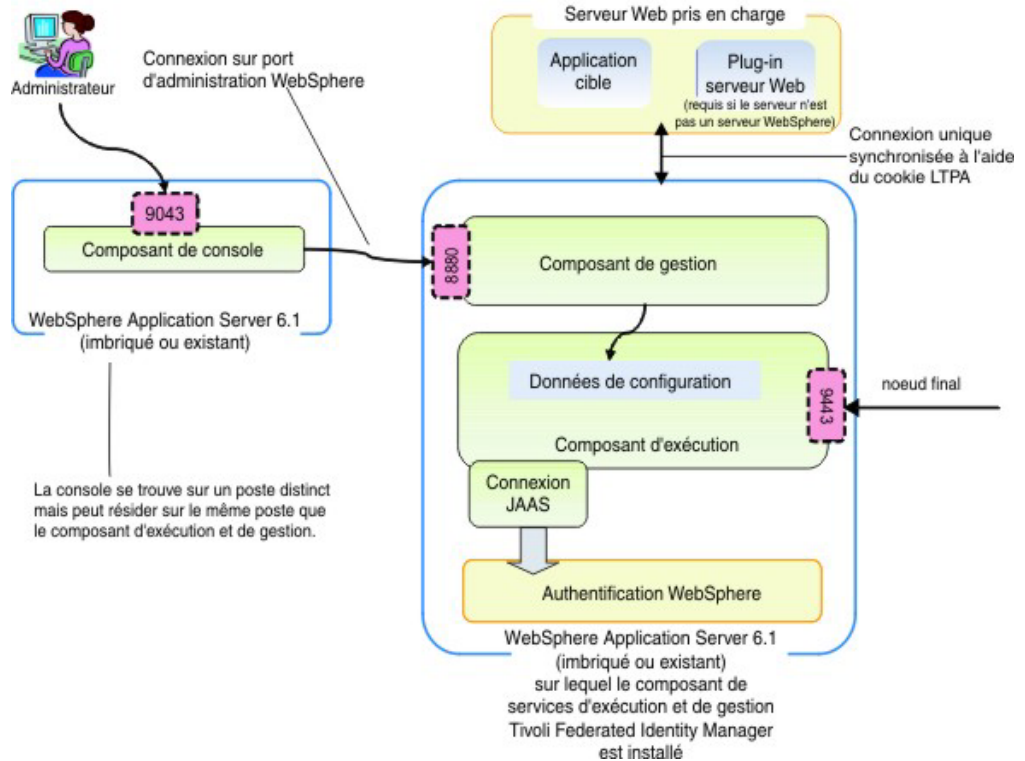 Administrateur
Connexion sur port
d'administration WebSphere
Serveur Web pris en charge
Application
cible
Plug-in
serveur Web
(requis si le serveur n'est
pas un serveur WebSphere)
Connexion unique
synchronisée à l'aide
du cookie LTPA
9043
Composant de console
WebSphere Application Server 6.1
(imbriqué ou existant)
8880
Composant de gestion
Données de configuration
Composant d'exécution
9443
noeud final
La console se trouve sur un poste distinct
mais peut résider sur le même poste que
le composant d'exécution et de gestion.
Connexion
JAAS
Authentification WebSphere
WebSphere Application Server 6.1
(imbriqué ou existant)
sur lequel le composant de
services d'exécution et de gestion
Tivoli Federated Identity Manager
est installé